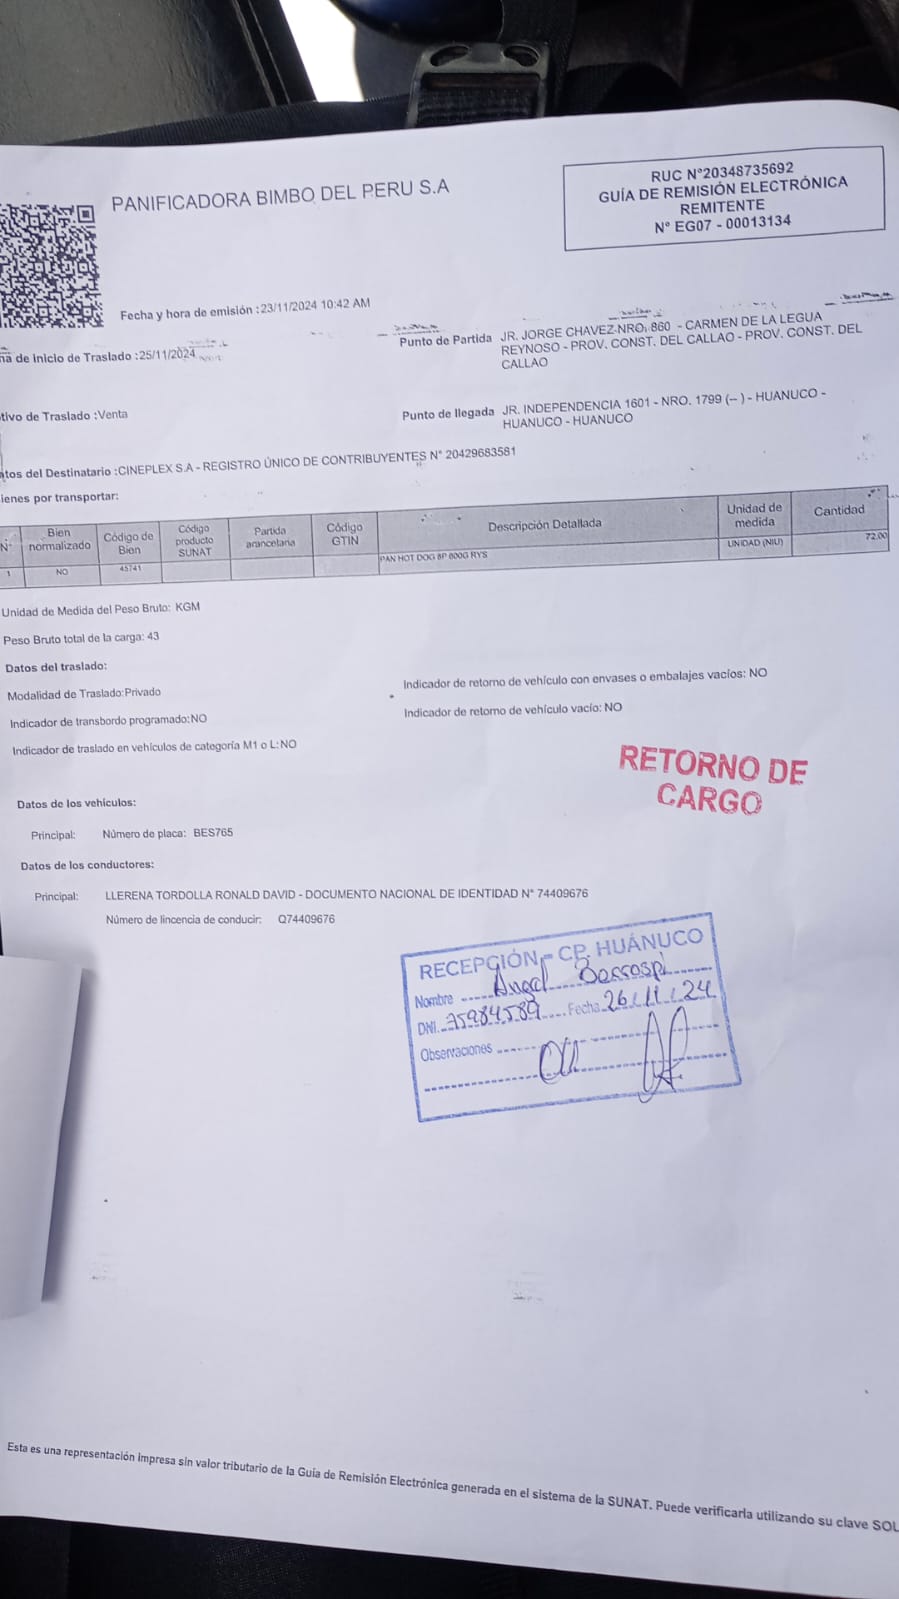 PANIFICADORA BIMBO DEL PERU S.A
RUC N°20348735692
GUÍA DE REMISIÓN ELECTRÓNICA
REMITENTE
N° EG07 - 00013134
Fecha y hora de emisión :23/11/2024 10:42 AM
na de Inicio de Traslado :25/11/2024
Punto de Partida JR. JORGE CHAVEZ NRO. 860 - CARMEN DE LA LEGUA
REYNOSO - PROV. CONST. DEL CALLAO - PROV. CONST. DEL
CALLAO
tivo de Traslado :Venta
Punto de llegada JR. INDEPENDENCIA 1601 - NRO. 1799 (-- ) - HUANUCO -
HUANUCO - HUANUCO
atos del Destinatario :CINEPLEX S.A - REGISTRO ÚNICO DE CONTRIBUYENTES N° 20429683581
ienes por transportar:
N° Bien normalizado Código de Bien Código producto SUNAT Partida arancelaria Código GTIN Descripción Detallada Unidad de medida Cantidad
1 NO 45741 PAN HOT DOG 8P 600G RYS UNIDAD (NIU) 72.00
Unidad de Medida del Peso Bruto: KGM
Peso Bruto total de la carga: 43
Datos del traslado:
Modalidad de Traslado:Privado
Indicador de retorno de vehículo con envases o embalajes vacíos: NO
Indicador de transbordo programado:NO
Indicador de retorno de vehículo vacío: NO
Indicador de traslado en vehículos de categoría M1 o L:NO
RETORNO DE
CARGO
Datos de los vehículos:
Principal: Número de placa: BES765
Datos de los conductores:
Principal: LLERENA TORDOLLA RONALD DAVID - DOCUMENTO NACIONAL DE IDENTIDAD N° 74409676
Número de lincencia de conducir: Q74409676
RECEPCIÓN - CP. HUÁNUCO
Nombre Angel
DNI. 75984589 Fecha 26/11/24
Observaciones
Esta es una representación impresa sin valor tributario de la Guía de Remisión Electrónica generada en el sistema de la SUNAT. Puede verificarla utilizando su clave SOL